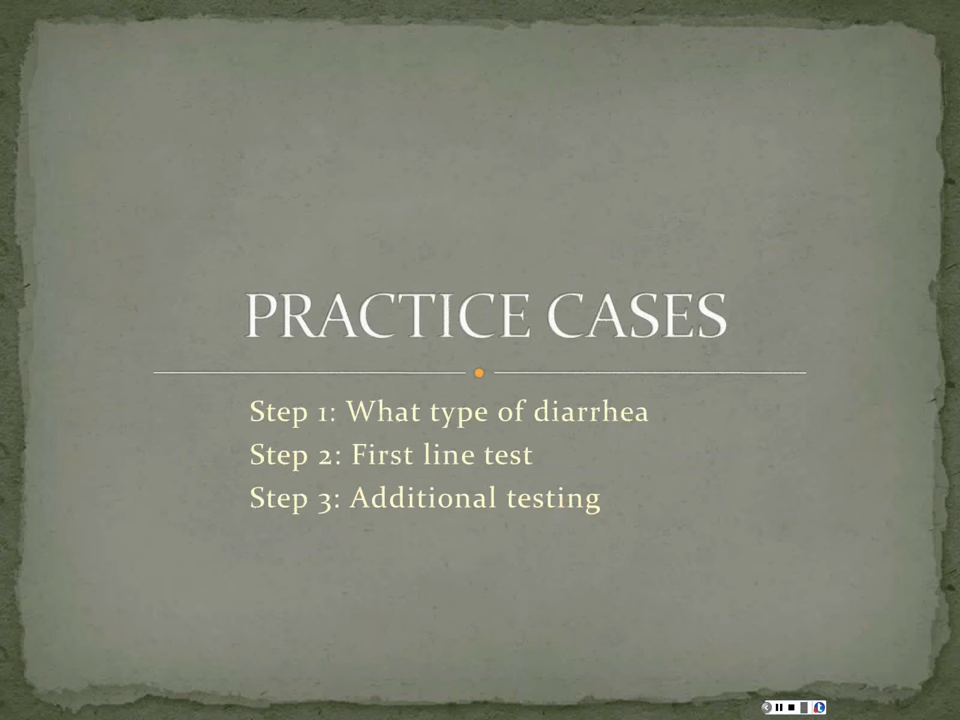 PRACTICE CASES
Step 1: What type of diarrhea
Step 2: First line test
Step 3: Additional testing